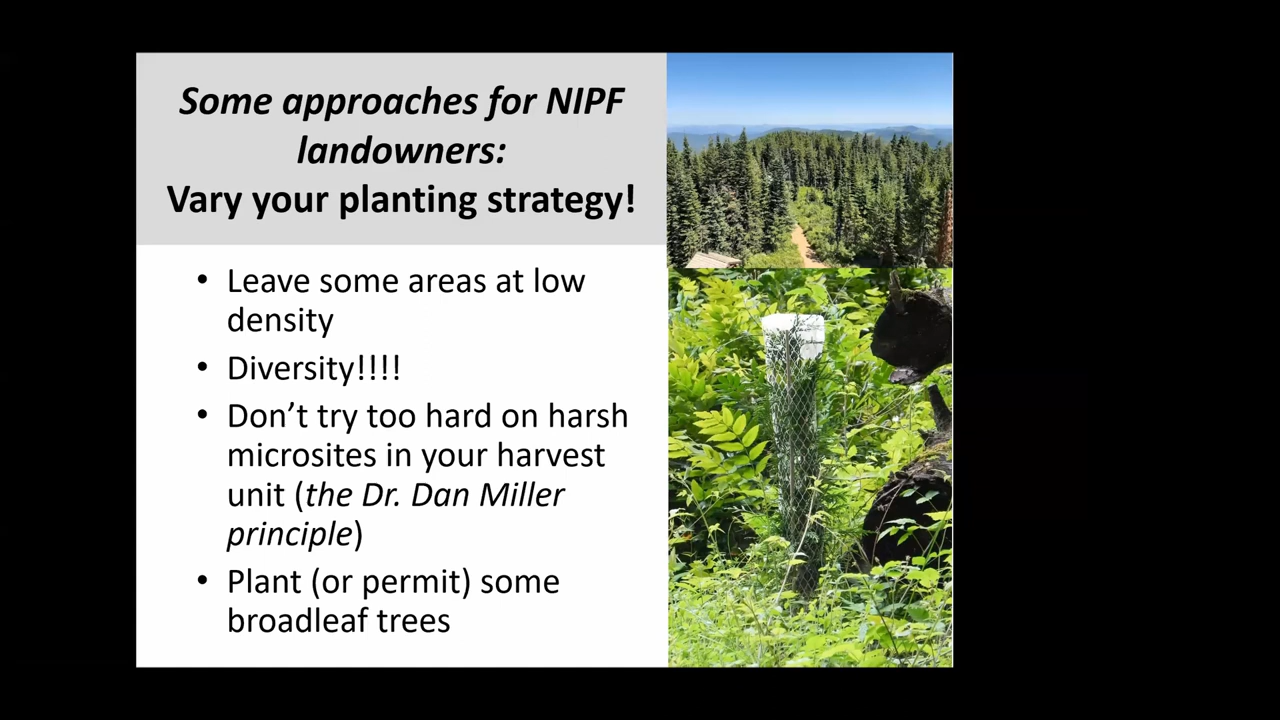 Some approaches for NIPF
landowners:
Vary your planting strategy!
• Leave some areas at low
density
• Diversity!!!!
• Don’t try too hard on harsh
microsites in your harvest
unit (the Dr. Dan Miller
principle)
• Plant (or permit) some
broadleaf trees